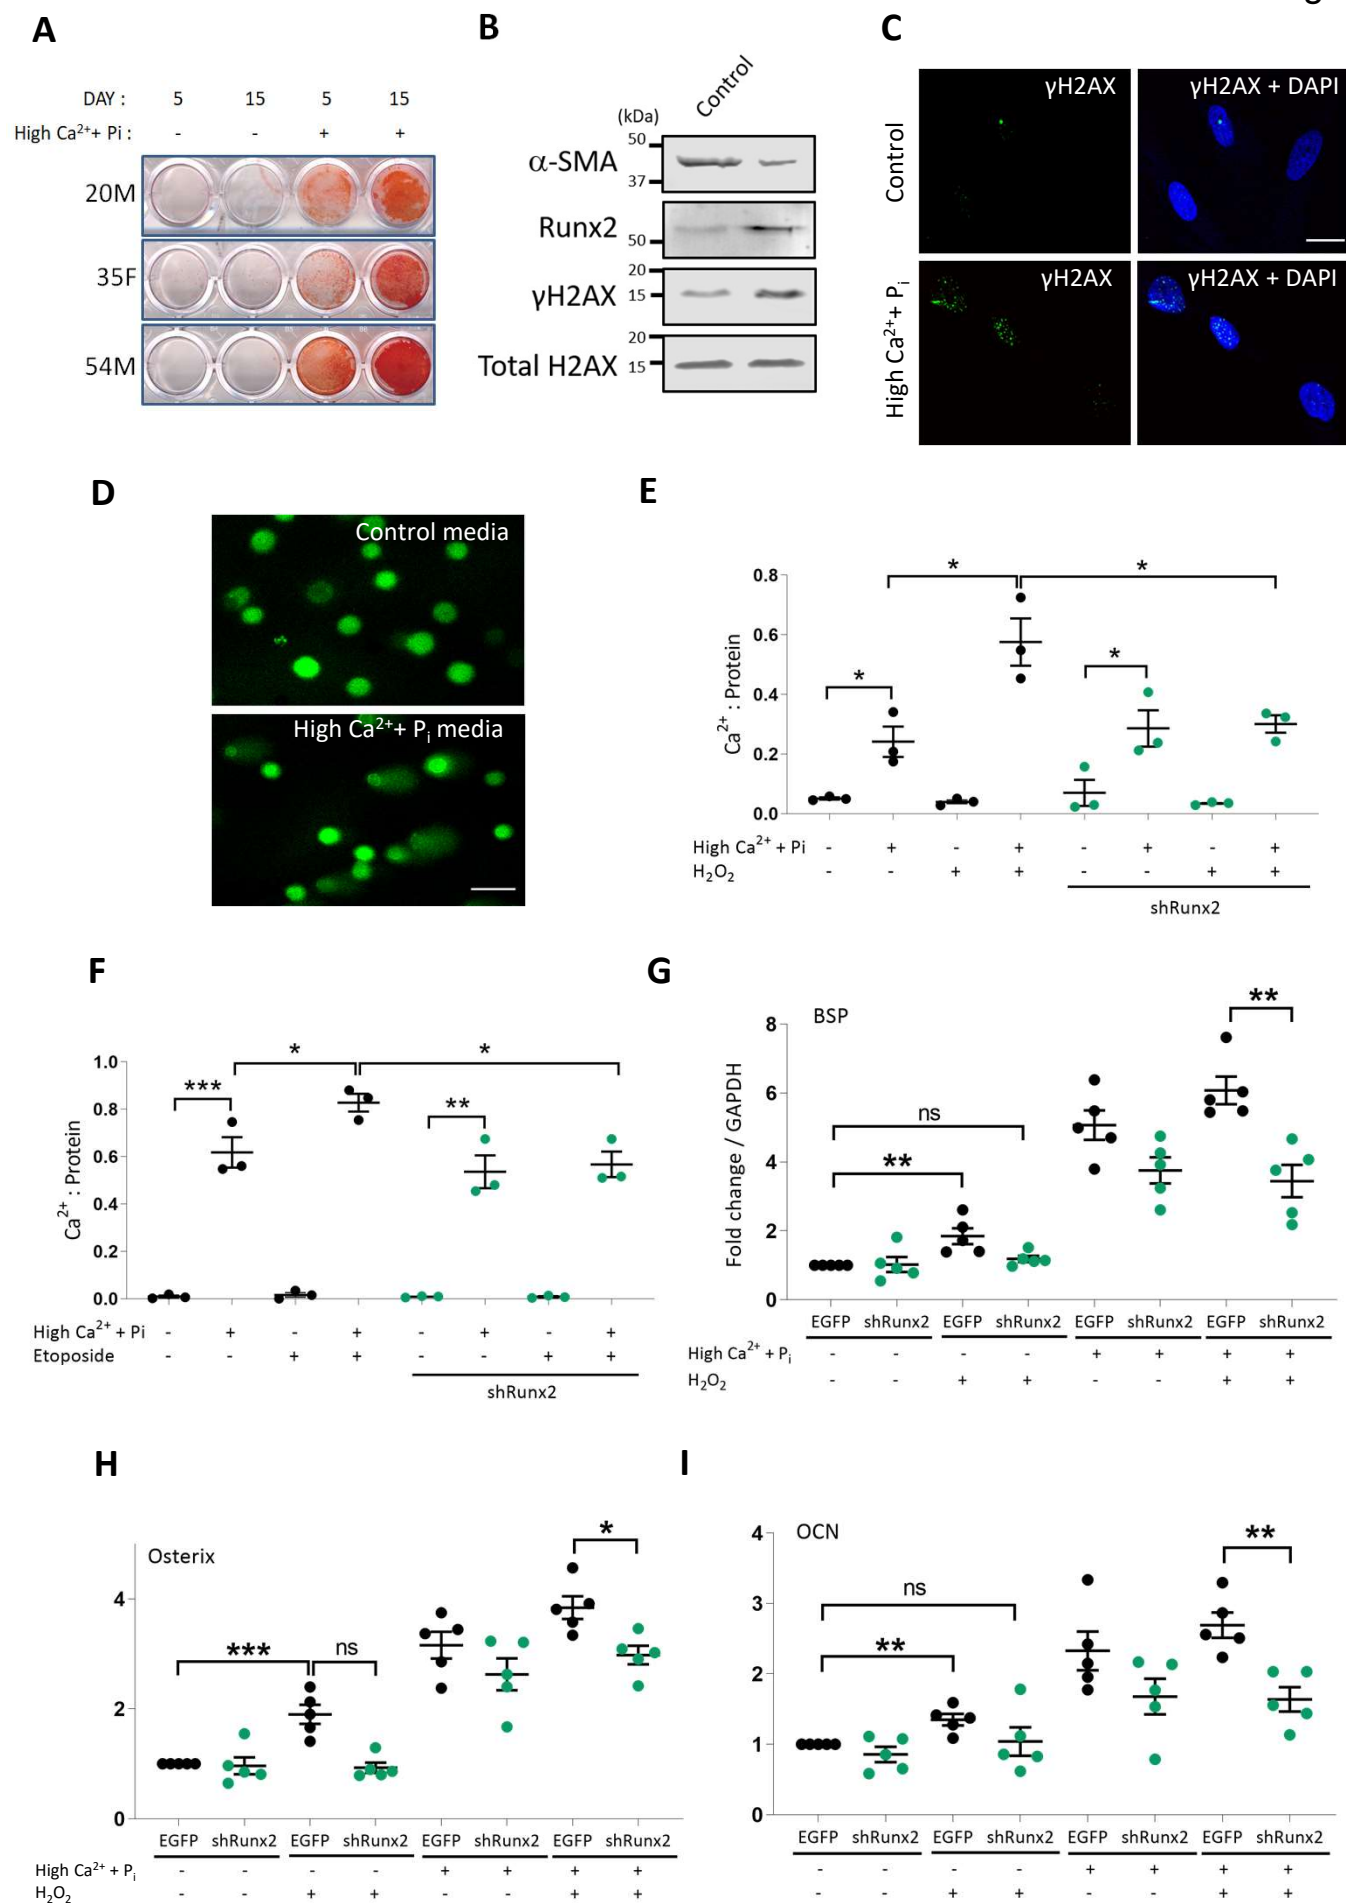 g
A
DAY : 5 15 5 15
High Ca²⁺+ Pi : - - + +
20M
35F
54M
B
Control
(kDa)
α-SMA 50 37
Runx2 50
γH2AX 20 15
Total H2AX 20 15
C
Control
γH2AX
γH2AX + DAPI
High Ca²⁺+ Pᵢ
γH2AX
γH2AX + DAPI
D
Control media
High Ca²⁺+ Pᵢ media
E
Ca²⁺ : Protein
0.8
0.6
0.4
0.2
0.0
* * * *
High Ca²⁺ + Pi - + - + - + - +
H₂O₂ - - + + - - + +
shRunx2
F
Ca²⁺ : Protein
1.0
0.8
0.6
0.4
0.2
0.0
*** * ** *
High Ca²⁺ + Pi - + - + - + - +
Etoposide - - + + - - + +
shRunx2
G
BSP
Fold change / GAPDH
8
6
4
2
0
ns
**
**
EGFP shRunx2 EGFP shRunx2 EGFP shRunx2 EGFP shRunx2
High Ca²⁺ + Pᵢ - - - - + + + +
H₂O₂ - - + + - - + +
H
Osterix
4
2
0
*** ns *
EGFP shRunx2 EGFP shRunx2 EGFP shRunx2 EGFP shRunx2
High Ca²⁺ + Pᵢ - - - - + + + +
H₂O₂ - - + + - - + +
I
OCN
4
3
2
1
0
ns
**
**
EGFP shRunx2 EGFP shRunx2 EGFP shRunx2 EGFP shRunx2
- - - - + + + +
- - + + - - + +